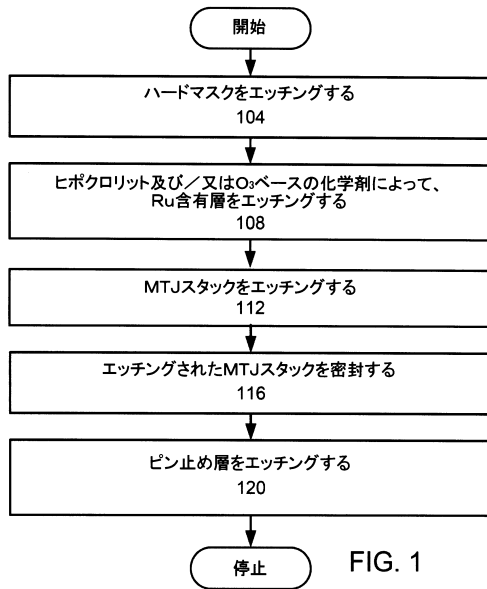 開始
ハードマスクをエッチングする
104
ヒポクロリット及び／又はO₃ベースの化学剤によって、
Ru含有層をエッチングする
108
MTJスタックをエッチングする
112
エッチングされたMTJスタックを密封する
116
ピン止め層をエッチングする
120
停止
FIG. 1